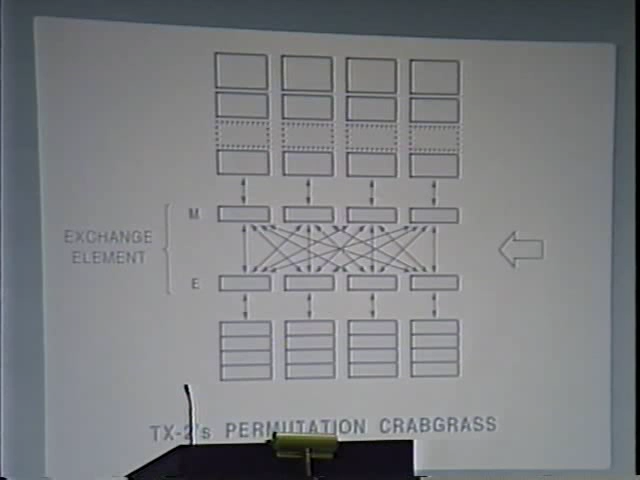 M
EXCHANGE
ELEMENT
E
TX-2's PERMUTATION CRABGRASS